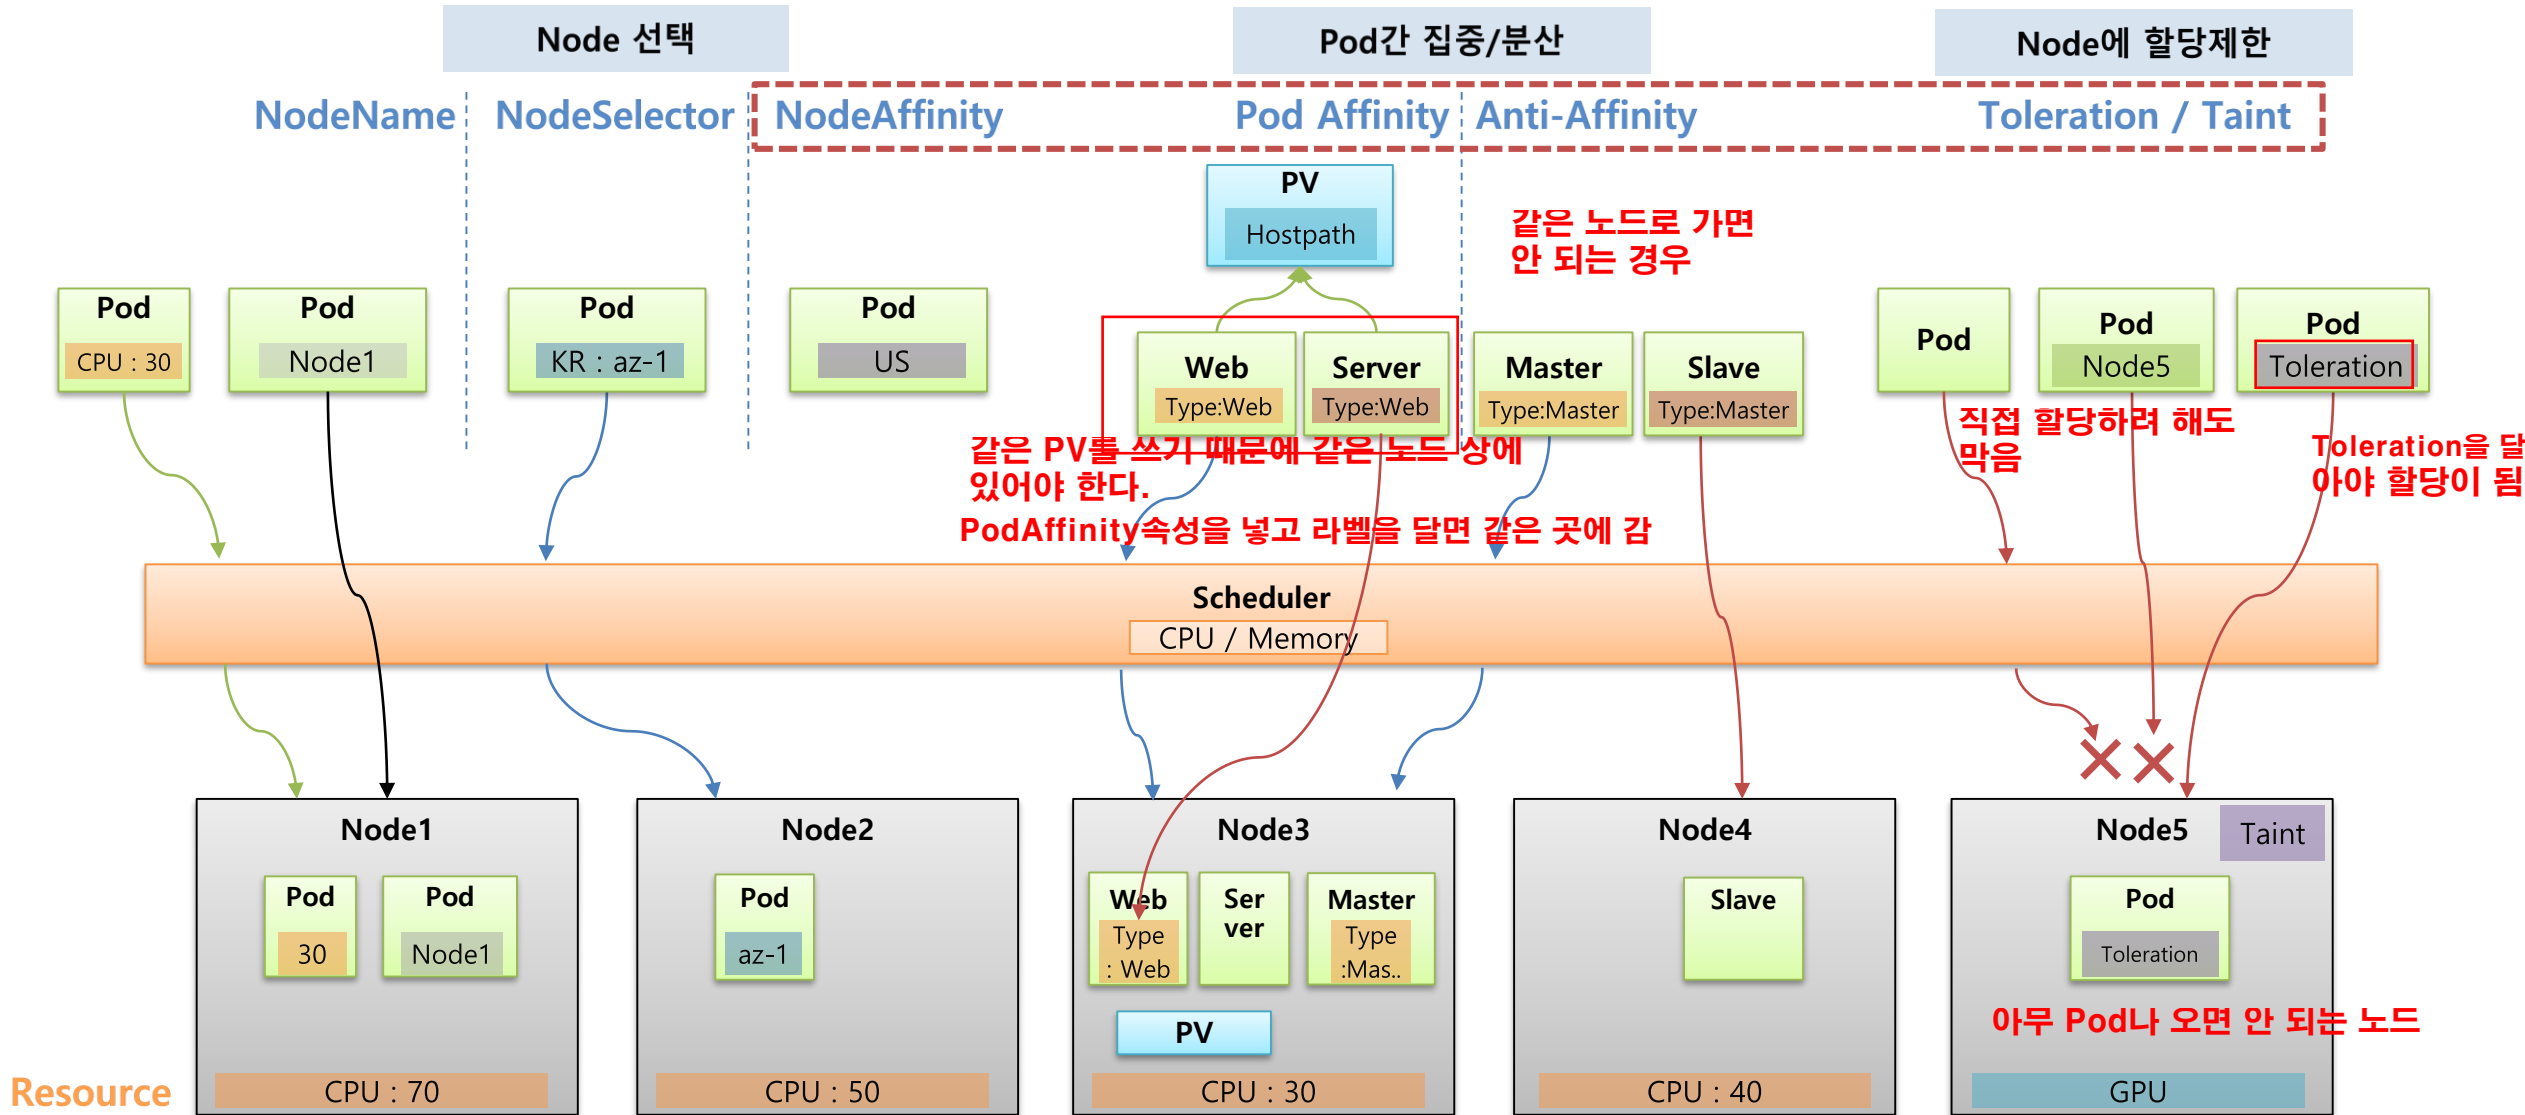 Node 선택
Pod간 집중/분산
Node에 할당제한
NodeName
NodeSelector
NodeAffinity
Pod Affinity
Anti-Affinity
Toleration / Taint
PV
Hostpath
같은 노드로 가면
안 되는 경우
Pod
CPU : 30
Pod
Node1
Pod
KR : az-1
Pod
US
Web
Type:Web
Server
Type:Web
Master
Type:Master
Slave
Type:Master
Pod
Pod
Node5
Pod
Toleration
같은 PV를 쓰기 때문에 같은 노드 상에
있어야 한다.
PodAffinity속성을 넣고 라벨을 달면 같은 곳에 감
직접 할당하려 해도
막음
Toleration을 달
아야 할당이 됨
Scheduler
CPU / Memory
Node1
Pod
30
Pod
Node1
CPU : 70
Node2
Pod
az-1
CPU : 50
Node3
Web
Type
: Web
Ser
ver
Master
Type
:Mas..
PV
CPU : 30
Node4
Slave
CPU : 40
Node5
Taint
Pod
Toleration
아무 Pod나 오면 안 되는 노드
GPU
Resource